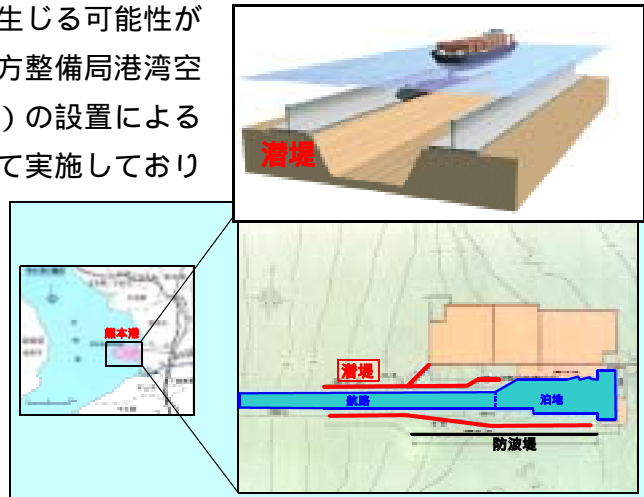 生じる可能性が
方整備局港湾空
）の設置による
て実施しており
潜堤
熊本港
潜堤
航路
泊地
防波堤